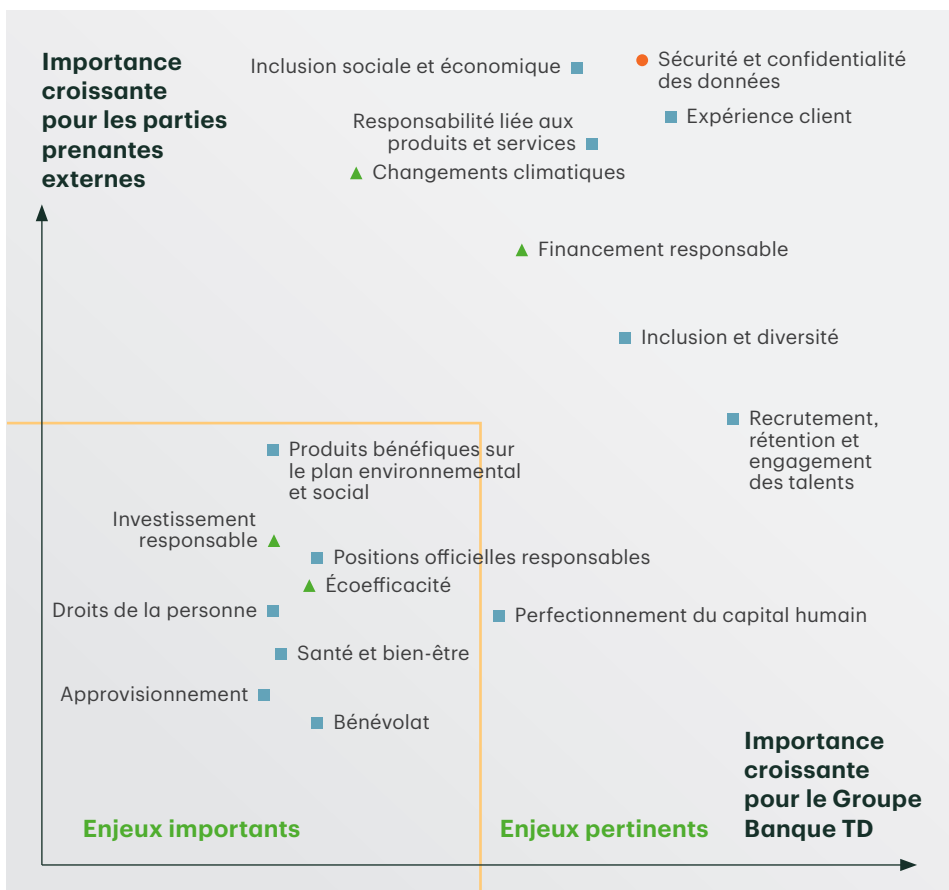 Importance
croissante
pour les parties
prenantes
externes
Inclusion sociale et économique
Sécurité et confidentialité
des données
Expérience client
Responsabilité liée aux
produits et services
Changements climatiques
Financement responsable
Inclusion et diversité
Recrutement,
rétention et
engagement
des talents
Produits bénéfiques sur
le plan environnemental
et social
Investissement
responsable
Positions officielles responsables
Écoefficacité
Droits de la personne
Perfectionnement du capital humain
Santé et bien-être
Approvisionnement
Bénévolat
Importance
croissante
pour le Groupe
Banque TD
Enjeux importants
Enjeux pertinents